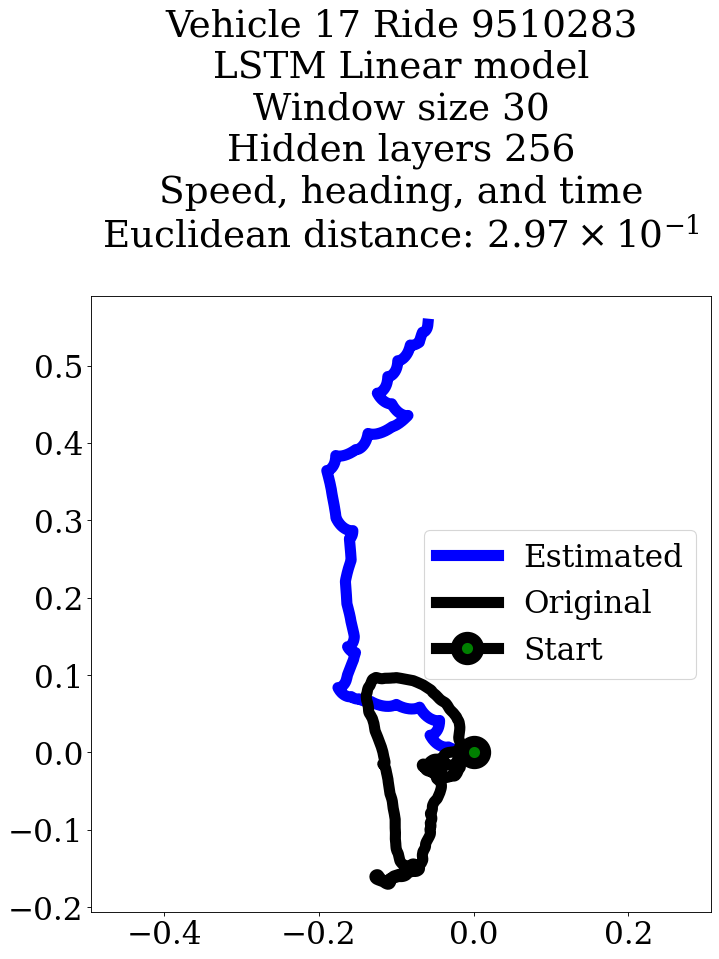 Vehicle 17 Ride 9510283
LSTM Linear model
Window size 30
Hidden layers 256
Speed, heading, and time
Euclidean distance: 2.97 × 10⁻¹
0.5
0.4
0.3
0.2
0.1
0.0
−0.1
−0.2
Estimated
Original
Start
−0.4
−0.2
0.0
0.2